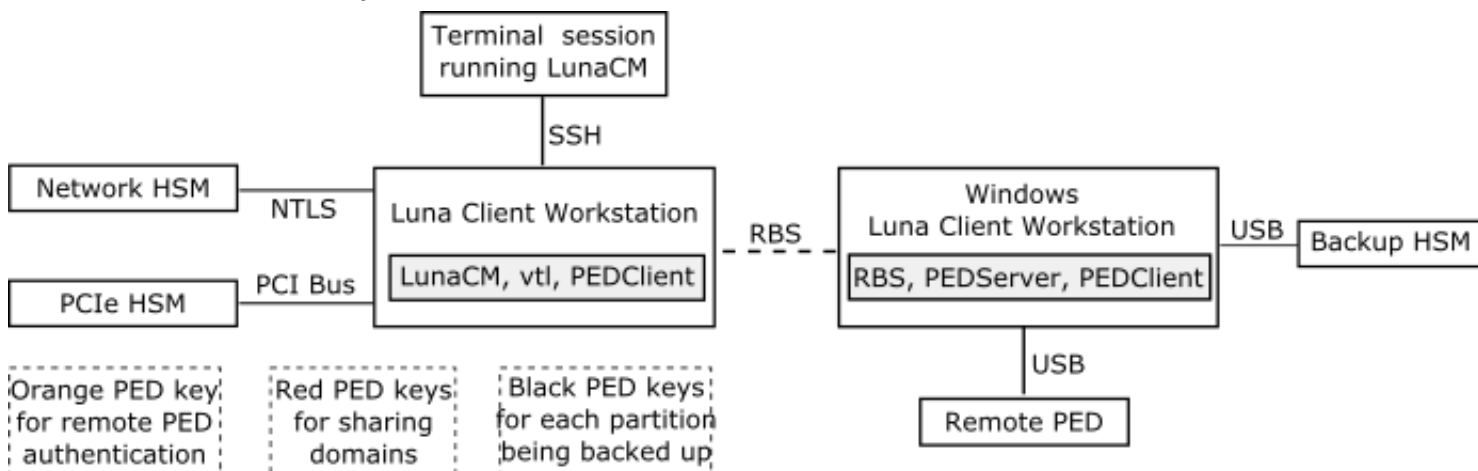 Terminal session
running LunaCM
SSH
Network HSM
NTLS
PCIe HSM
PCI Bus
Luna Client Workstation
LunaCM, vtl, PEDClient
RBS
Windows
Luna Client Workstation
RBS, PEDServer, PEDClient
USB
Backup HSM
USB
Remote PED
Orange PED key
for remote PED
authentication
Red PED keys
for sharing
domains
Black PED keys
for each partition
being backed up